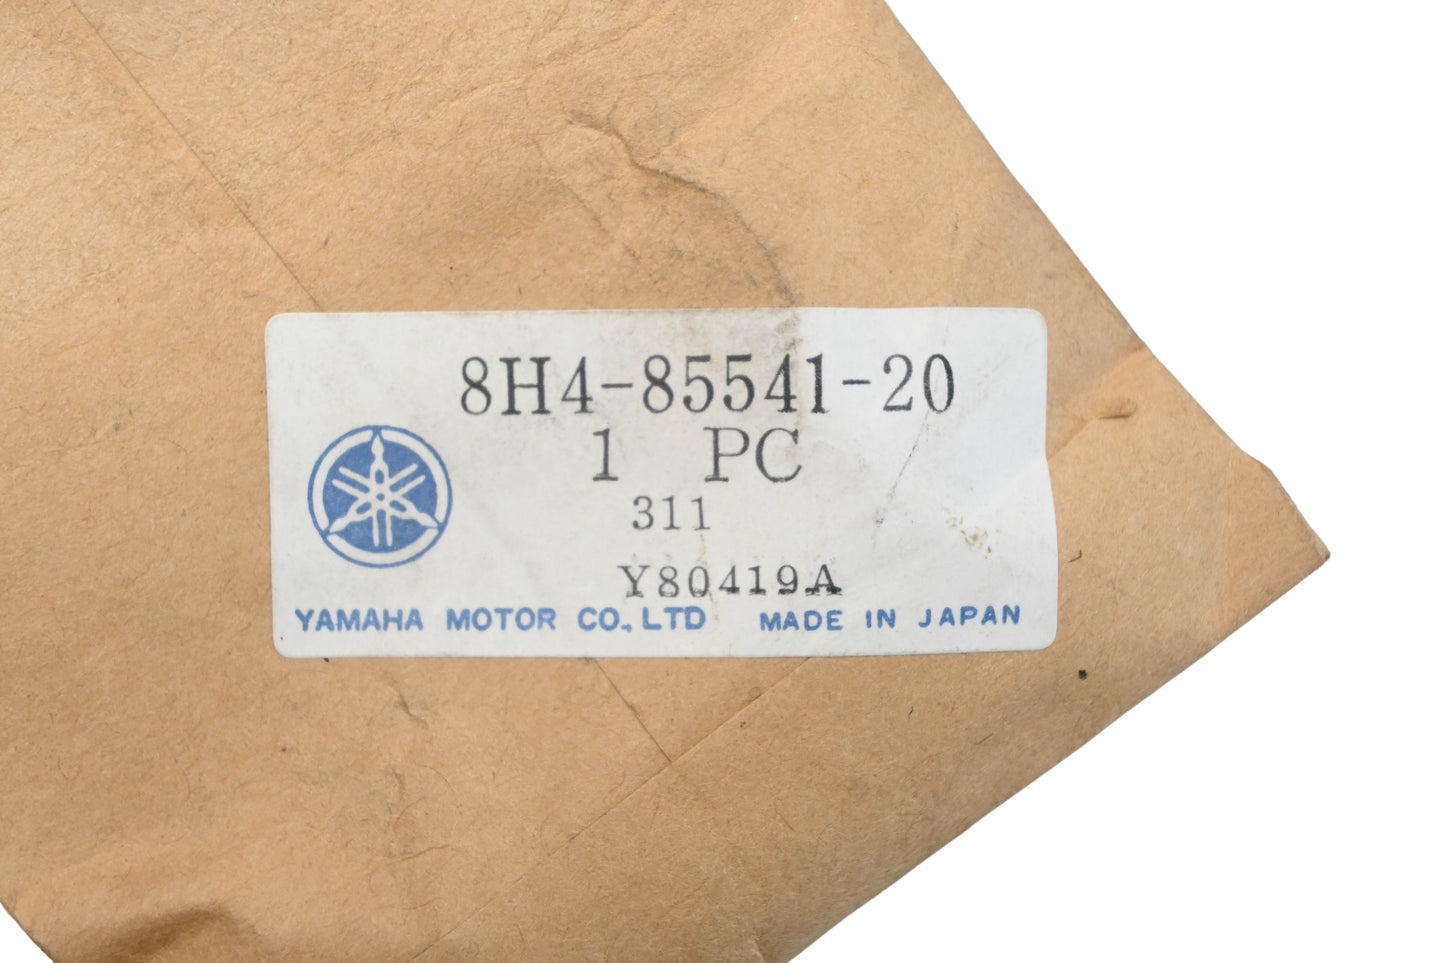 8H4-85541-20
1 PC
311
Y80419A
YAMAHA MOTOR CO., LTD MADE IN JAPAN